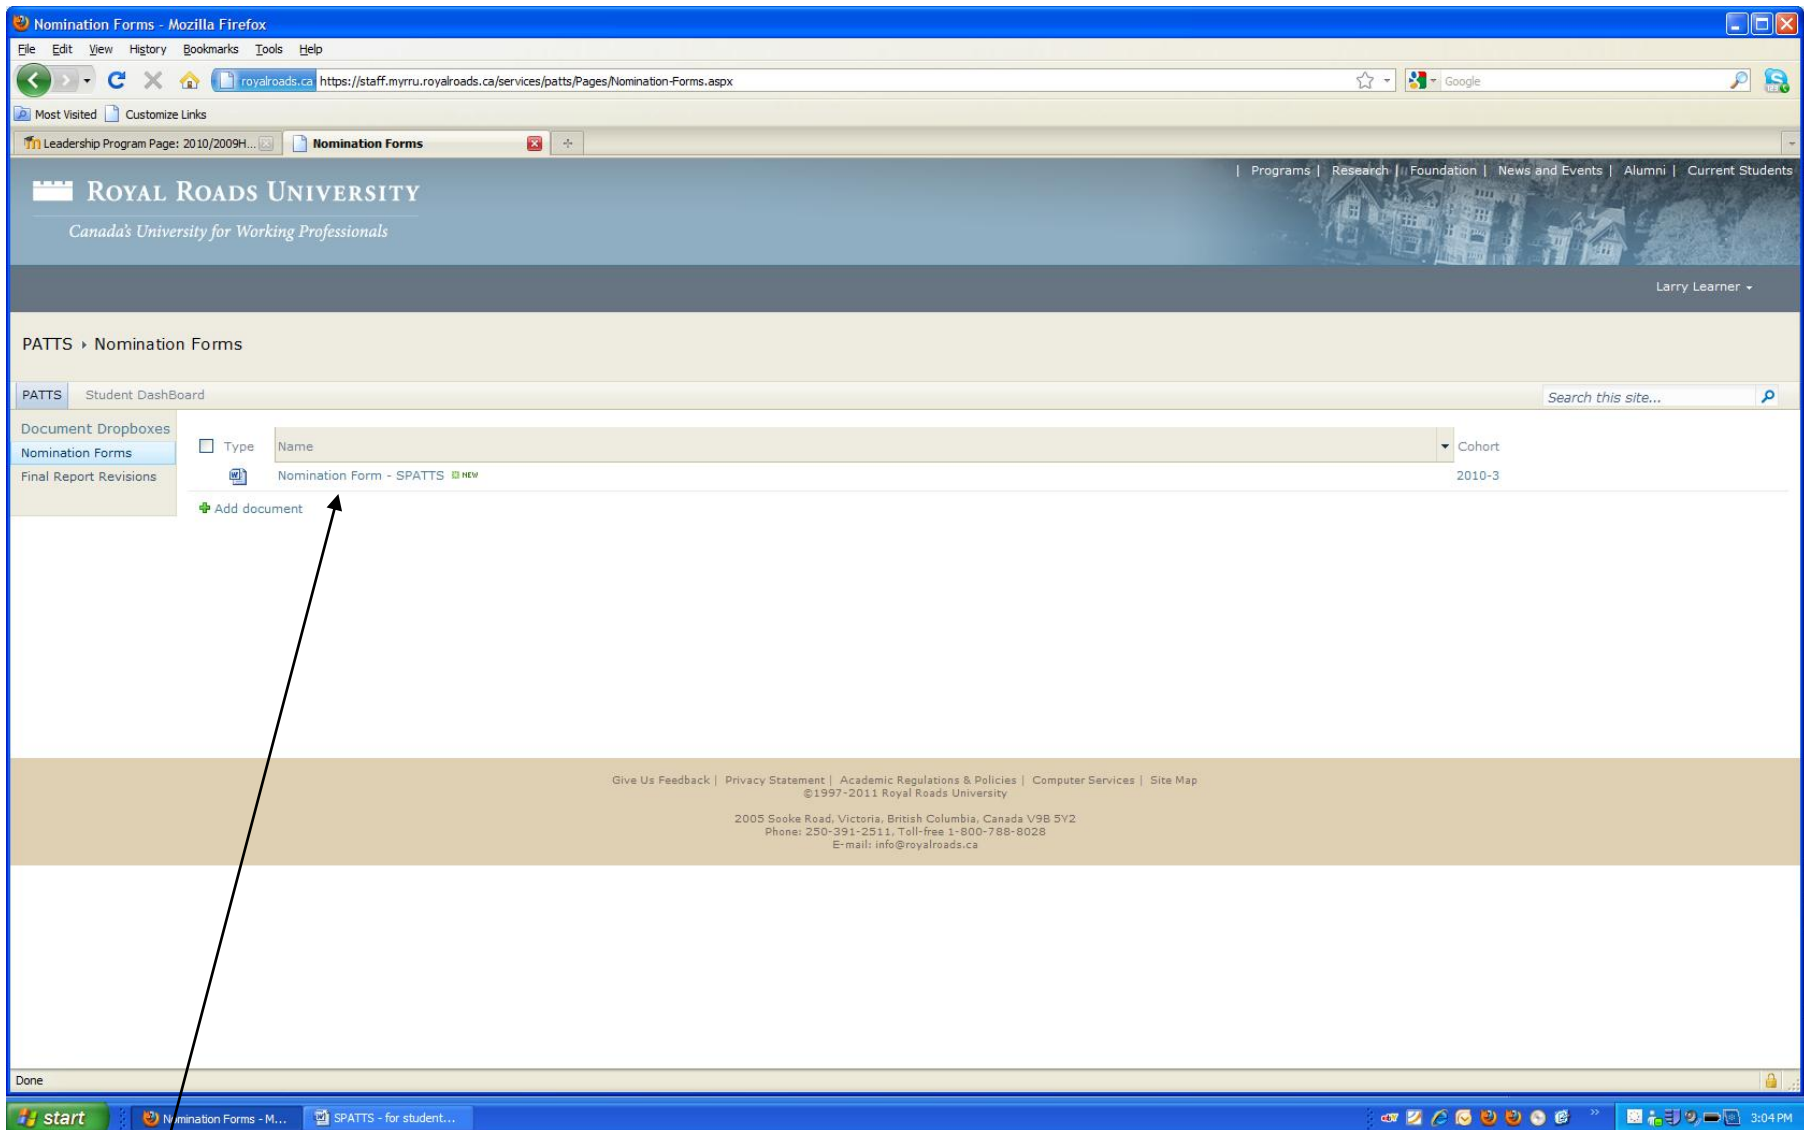 Nomination Forms - Mozilla Firefox
File Edit View History Bookmarks Tools Help
royalroads.ca https://staff.myrru.royalroads.ca/services/patts/Pages/Nomination-Forms.aspx Google
Most Visited Customize Links
Leadership Program Page: 2010/2009H... Nomination Forms
| Programs | Research | Foundation | News and Events | Alumni | Current Students
ROYAL ROADS UNIVERSITY
Canada's University for Working Professionals
Larry Learner
PATTS Nomination Forms
PATTS Student DashBoard Search this site...
Document Dropboxes
Nomination Forms
Final Report Revisions
Type Name Cohort
Nomination Form - SPATTS NEW 2010-3
Add document
Give Us Feedback | Privacy Statement | Academic Regulations & Policies | Computer Services | Site Map
©1997-2011 Royal Roads University
2005 Sooke Road, Victoria, British Columbia, Canada V9B 5Y2
Phone: 250-391-2511, Toll-free 1-800-788-8028
E-mail: info@royalroads.ca
Done
start Nomination Forms - M... SPATTS - for student... 3:04 PM